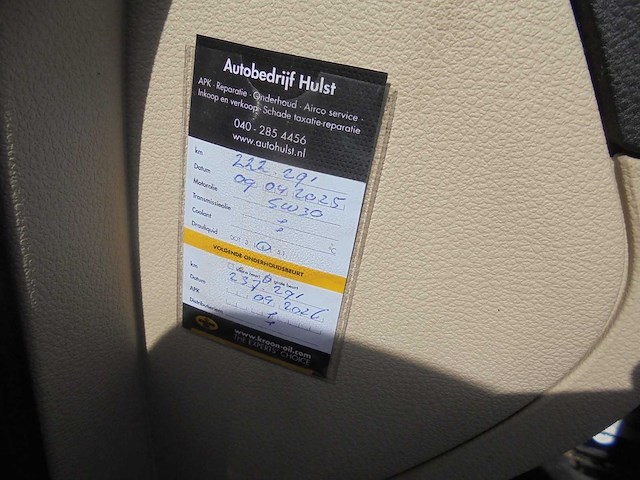 Autobedrijf Hulst
APK - Reparatie - Onderhoud - Airco service -
Inkoop en verkoop - Schade taxatie-reparatie
040 - 285 4456
www.autohulst.nl
km 222.291
Datum 09 04 2025
Motorolie 5W30
Transmissieolie
Coolant °C
VOLGENDE ONDERHOUDSBEURT
km 237.291
Datum 09 2026
APK
Distributieriem
www.kroon-oil.com
THE EXPERTS' CHOICE